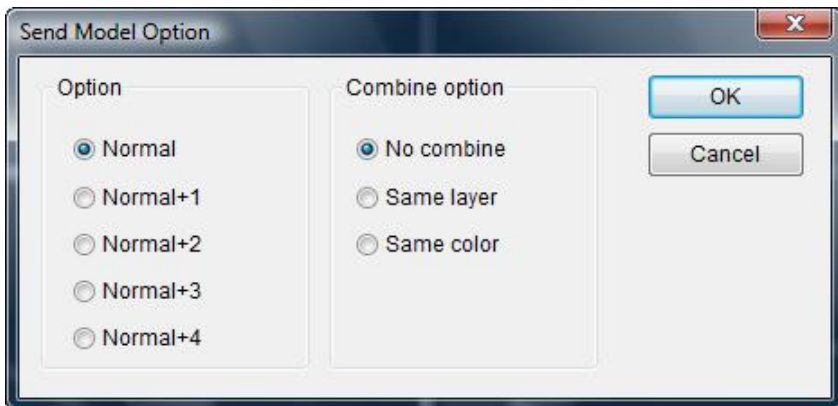 Send Model Option
Option
Normal
Normal+1
Normal+2
Normal+3
Normal+4
Combine option
No combine
Same layer
Same color
OK
Cancel